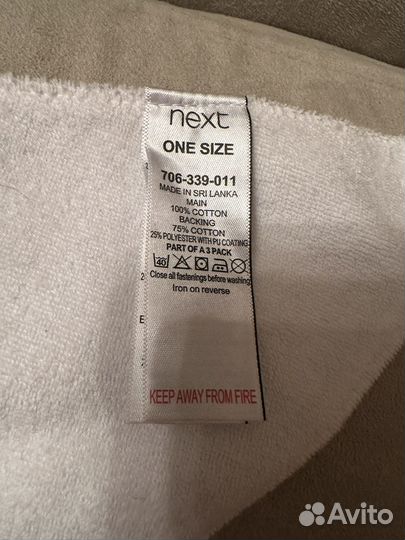 next
ONE SIZE
706-339-011
MADE IN SRI LANKA
MAIN
100% COTTON
BACKING
75% COTTON
25% POLYESTER WITH PU COATING
PART OF A 3 PACK
40
Close all fastenings before washing
Iron on reverse
KEEP AWAY FROM FIRE
Avito